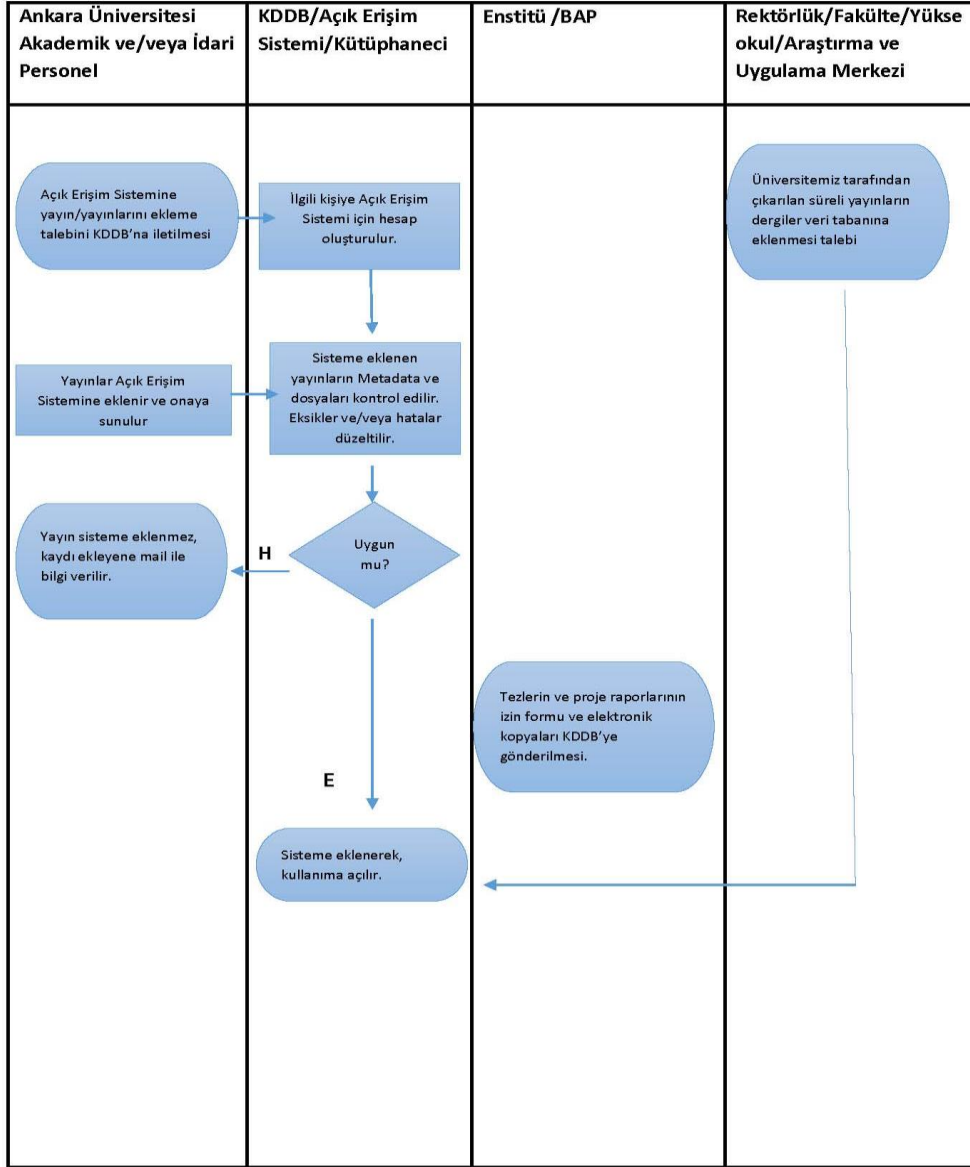 Ankara Üniversitesi
Akademik ve/veya İdari
Personel
KDDB/Açık Erişim
Sistemi/Kütüphaneci
Enstitü /BAP
Rektörlük/Fakülte/Yükse
okul/Araştırma ve
Uygulama Merkezi
Açık Erişim Sistemine
yayın/yayınlarını ekleme
talebini KDDB'na iletilmesi
İlgili kişiye Açık Erişim
Sistemi için hesap
oluşturulur.
Üniversitemiz tarafından
çıkarılan süreli yayınların
dergiler veri tabanına
eklenmesi talebi
Yayınlar Açık Erişim
Sistemine eklenir ve onaya
sunulur
Sisteme eklenen
yayınların Metadata ve
dosyaları kontrol edilir.
Eksikler ve/veya hatalar
düzeltilir.
Yayın sisteme eklenmez,
kaydı ekleyene mail ile
bilgi verilir.
H
Uygun
mu?
Tezlerin ve proje raporlarının
izin formu ve elektronik
kopyaları KDDB'ye
gönderilmesi.
E
Sisteme eklenerek,
kullanıma açılır.